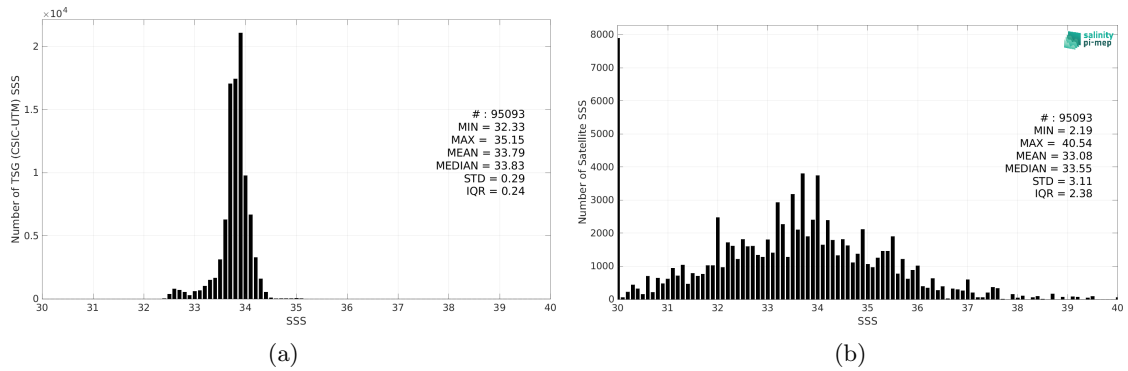 ×10⁴
2
1.5
1
0.5
0
Number of TSG (CSIC-UTM) SSS
# : 95093
MIN = 32.33
MAX = 35.15
MEAN = 33.79
MEDIAN = 33.83
STD = 0.29
IQR = 0.24
30 31 32 33 34 35 36 37 38 39 40
SSS
(a)
8000
7000
6000
5000
4000
3000
2000
1000
0
Number of Satellite SSS
salinity
pi-mep
# : 95093
MIN = 2.19
MAX = 40.54
MEAN = 33.08
MEDIAN = 33.55
STD = 3.11
IQR = 2.38
30 31 32 33 34 35 36 37 38 39 40
SSS
(b)